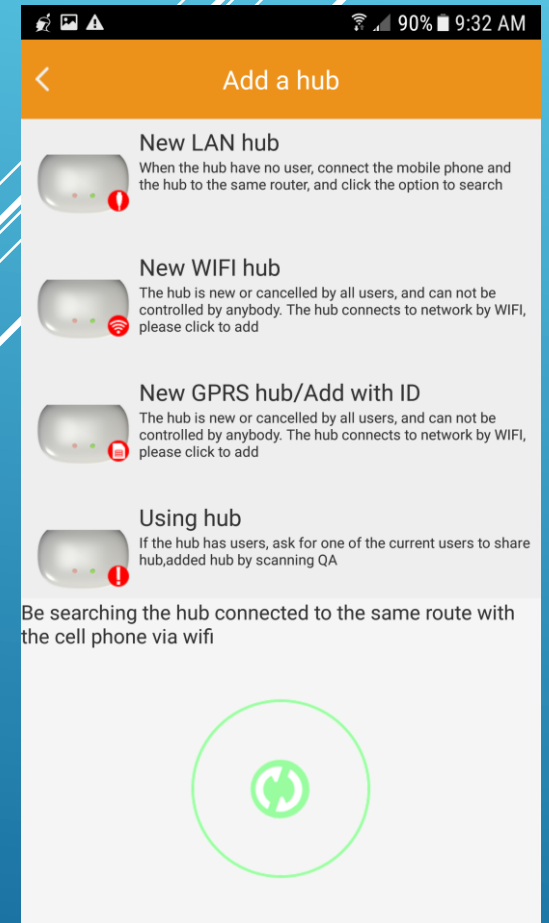 90% 9:32 AM
Add a hub
New LAN hub
When the hub have no user, connect the mobile phone and
the hub to the same router, and click the option to search
New WIFI hub
The hub is new or cancelled by all users, and can not be
controlled by anybody. The hub connects to network by WIFI,
please click to add
New GPRS hub/Add with ID
The hub is new or cancelled by all users, and can not be
controlled by anybody. The hub connects to network by WIFI,
please click to add
Using hub
If the hub has users, ask for one of the current users to share
hub,added hub by scanning QA
Be searching the hub connected to the same route with
the cell phone via wifi